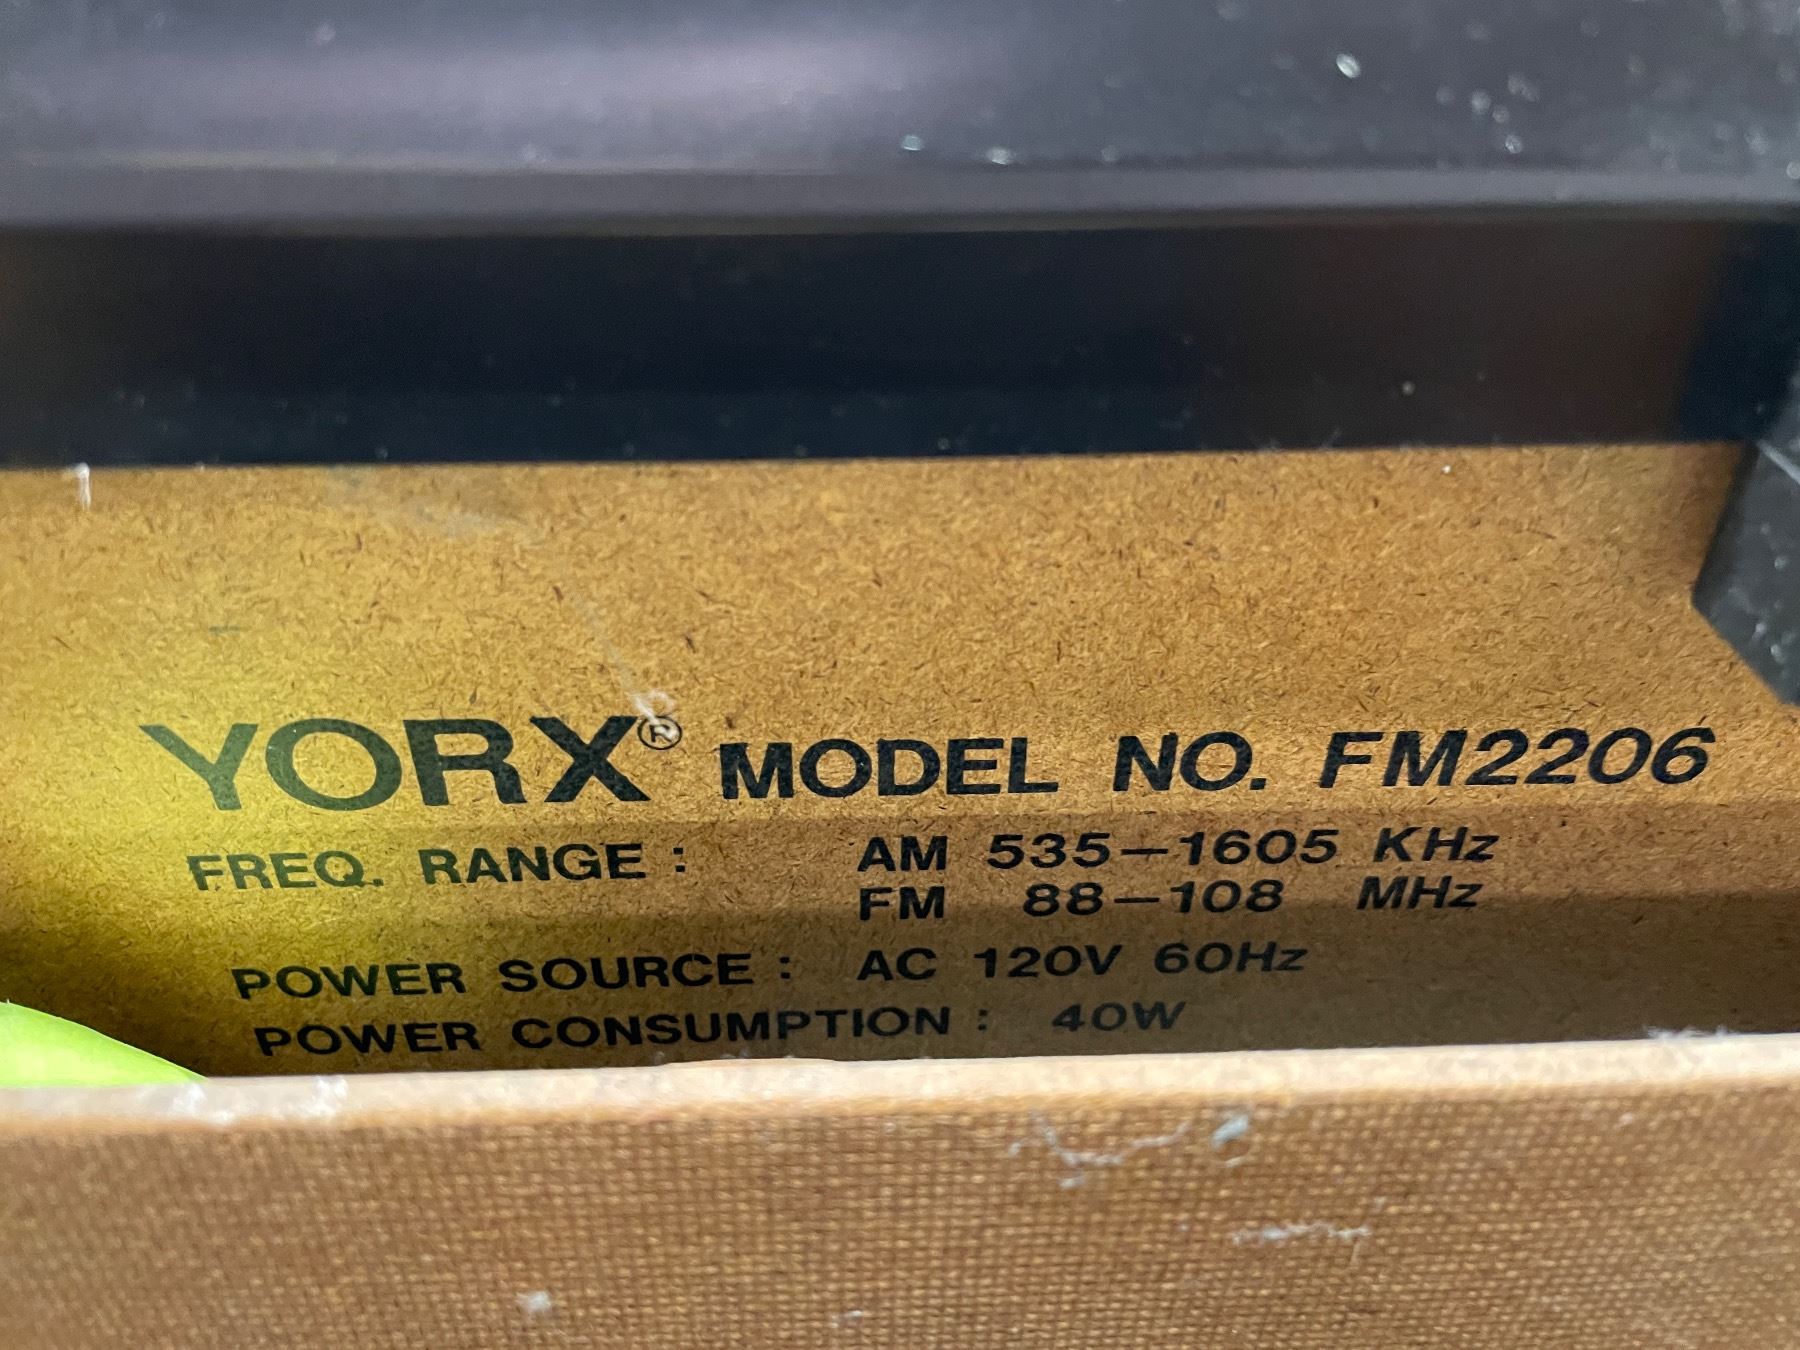 YORX® MODEL NO. FM2206
FREQ. RANGE : AM 535-1605 KHz
FM 88-108 MHz
POWER SOURCE : AC 120V 60Hz
POWER CONSUMPTION : 40W